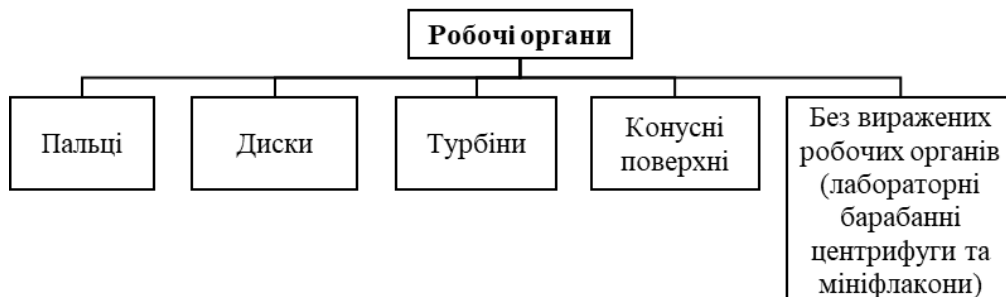 Робочі органи
Пальці
Диски
Турбіни
Конусні
поверхні
Без виражених
робочих органів
(лабораторні
барабанні
центрифуги та
мініфлакони)